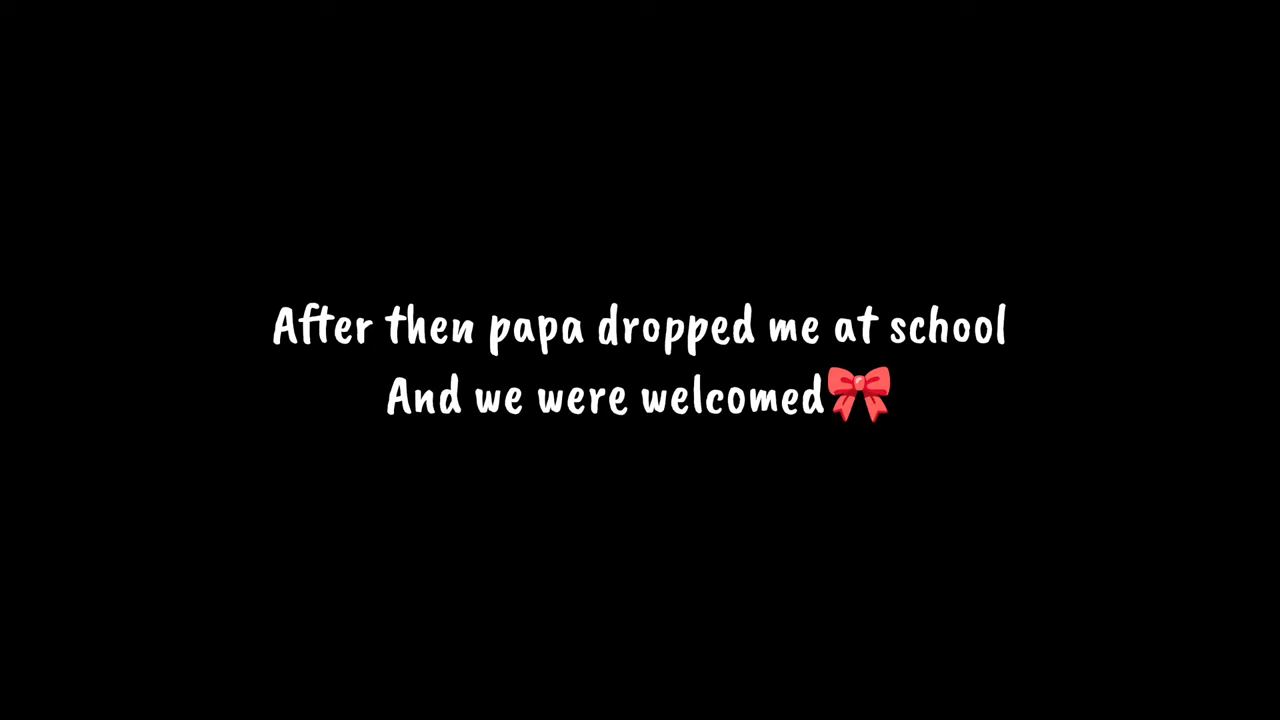 After then papa dropped me at school
And we were welcomed🎀